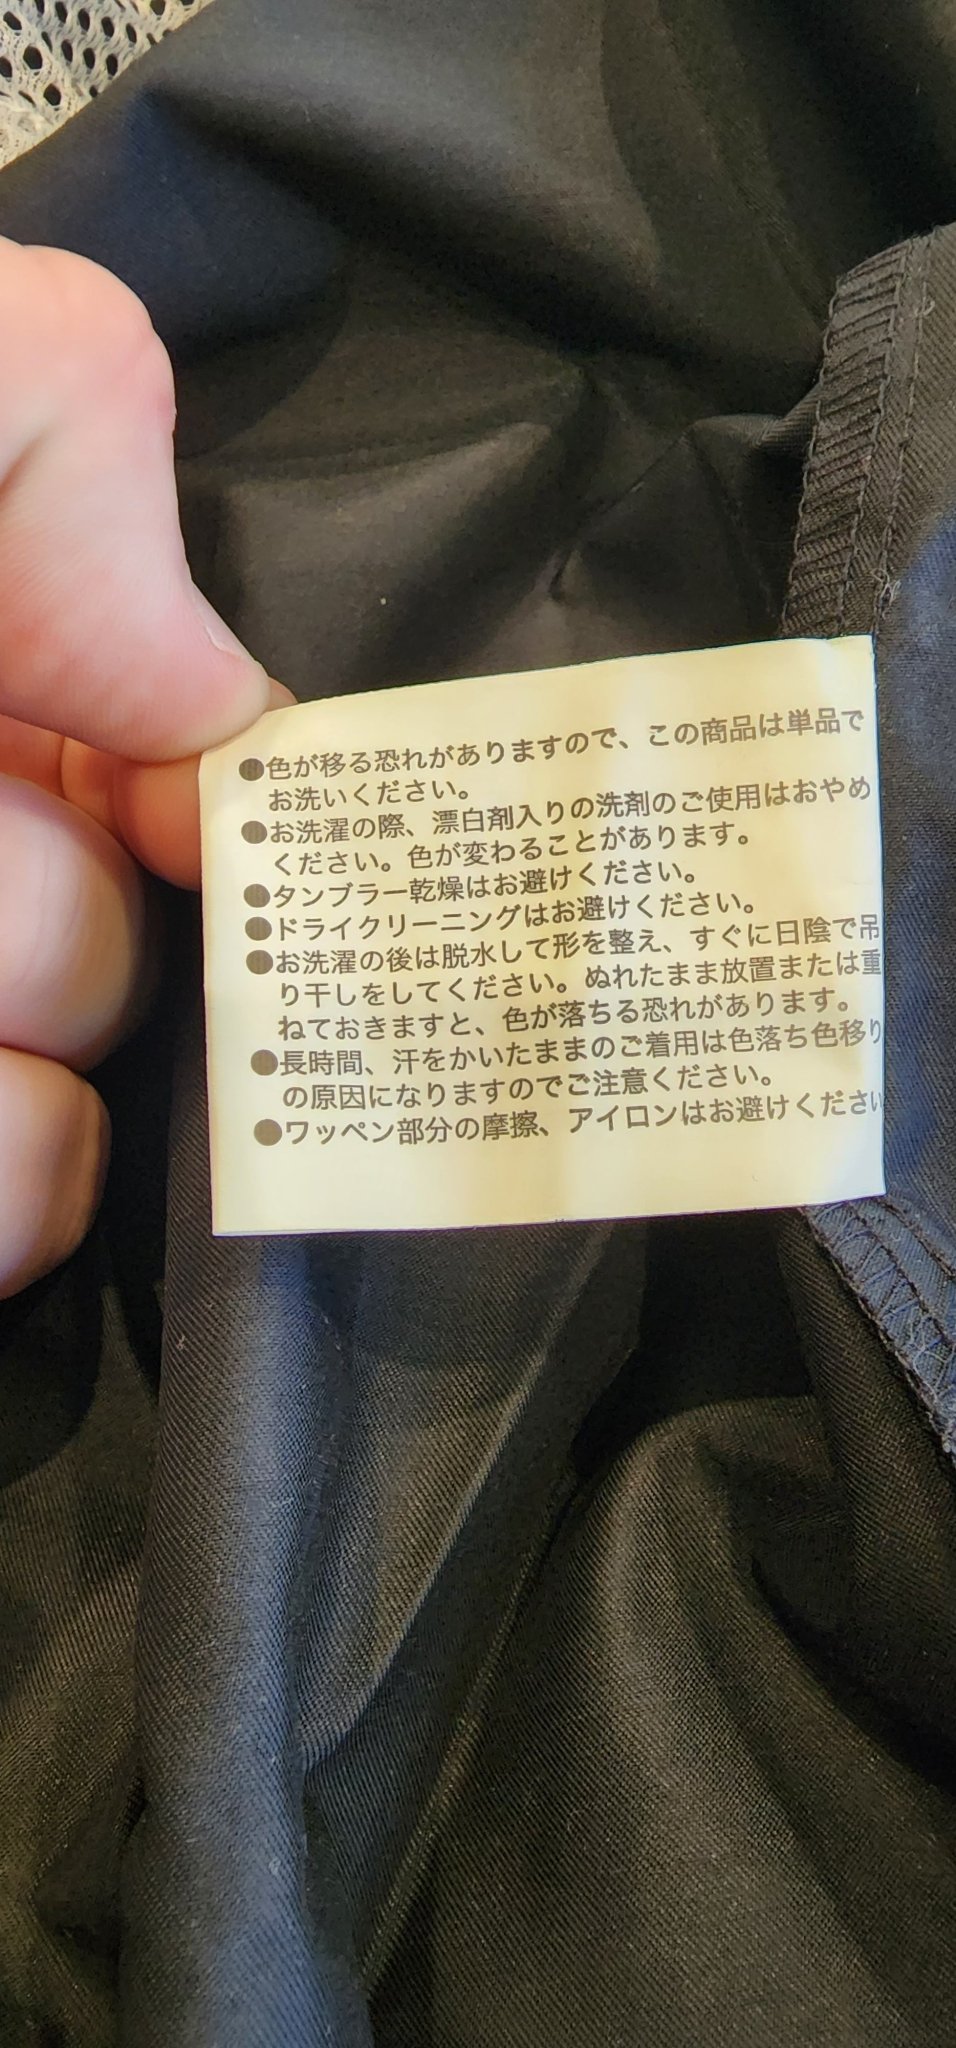 ●色が移る恐れがありますので、この商品は単品で
お洗いください。
●お洗濯の際、漂白剤入りの洗剤のご使用はおやめ
ください。色が変わることがあります。
●タンブラー乾燥はお避けください。
●ドライクリーニングはお避けください。
●お洗濯の後は脱水して形を整え、すぐに日陰で吊
り干しをしてください。ぬれたまま放置または重
ねておきますと、色が落ちる恐れがあります。
●長時間、汗をかいたままのご着用は色落ち色移り
の原因になりますのでご注意ください。
●ワッペン部分の摩擦、アイロンはお避けください